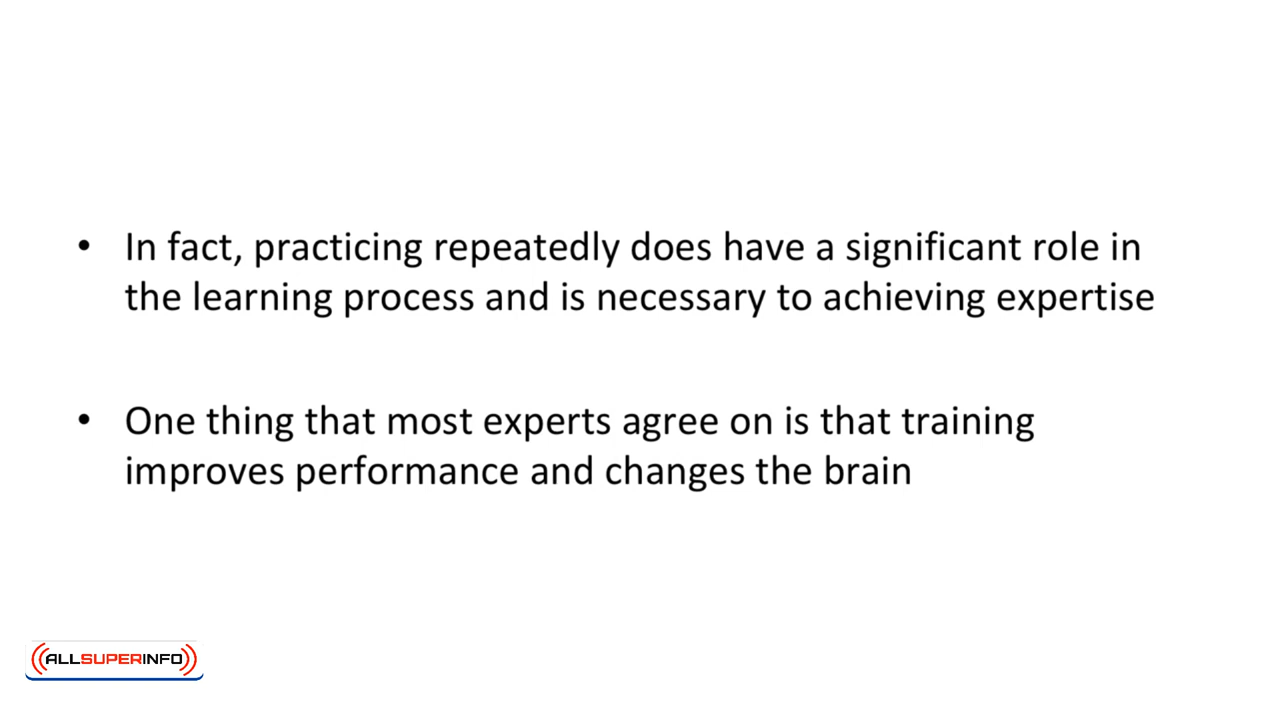 • In fact, practicing repeatedly does have a significant role in
the learning process and is necessary to achieving expertise
• One thing that most experts agree on is that training
improves performance and changes the brain
ALLSUPERINFO